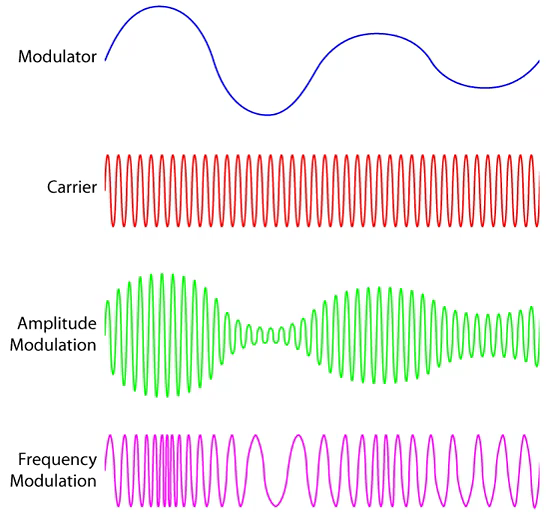 Modulator
Carrier
Amplitude
Modulation
Frequency
Modulation